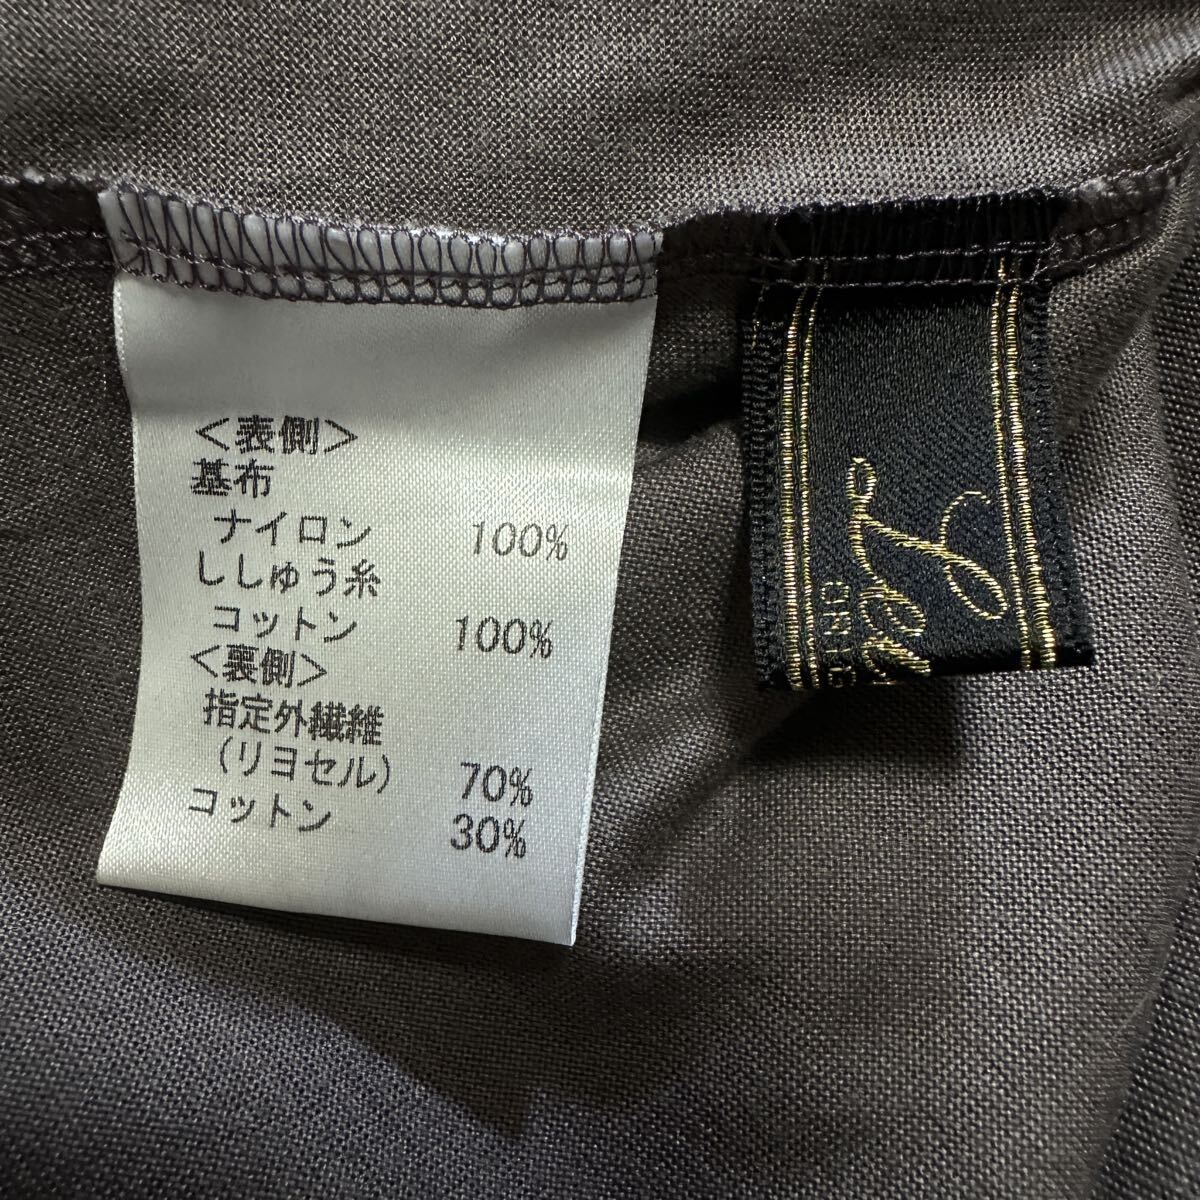 ＜表側＞
基布
ナイロン 100%
ししゅう糸
コットン 100%
＜裏側＞
指定外繊維
(リヨセル) 70%
コットン 30%